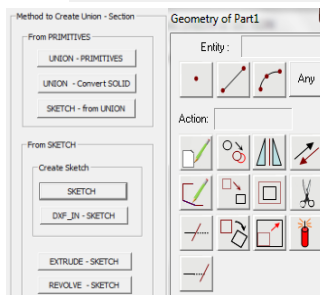 Method to Create Union - Section
From PRIMITIVES
UNION - PRIMITIVES
UNION - Convert SOLID
SKETCH - from UNION
From SKETCH
Create Sketch
SKETCH
DXF_IN - SKETCH
EXTRUDE - SKETCH
REVOLVE - SKETCH
Geometry of Part1
Entity :
Any
Action: